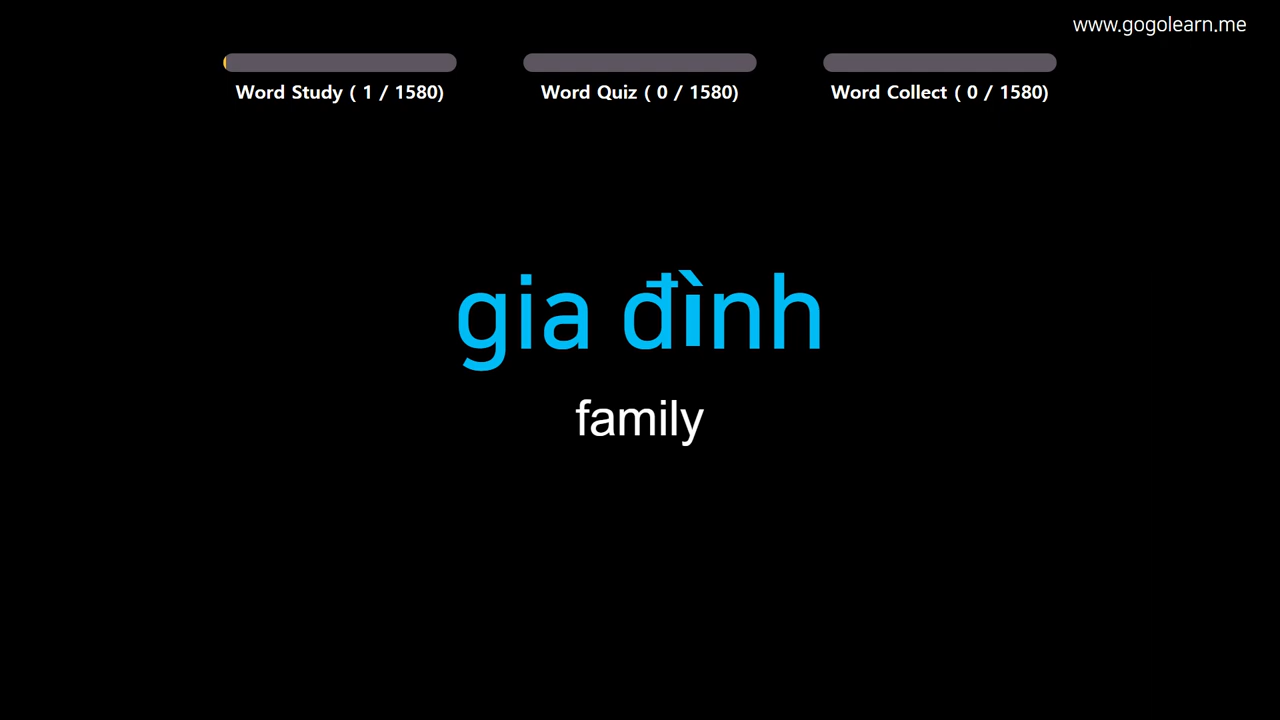 www.gogolearn.me
Word Study ( 1 / 1580)
Word Quiz ( 0 / 1580)
Word Collect ( 0 / 1580)
gia đình
family